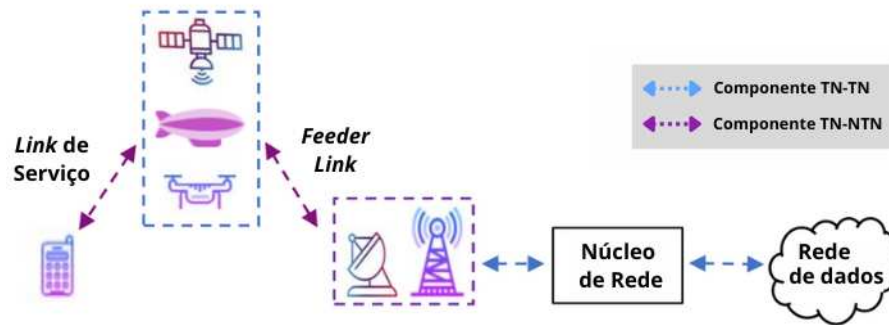 Componente TN-TN
Componente TN-NTN
Link de
Serviço
Feeder
Link
Núcleo
de Rede
Rede
de dados